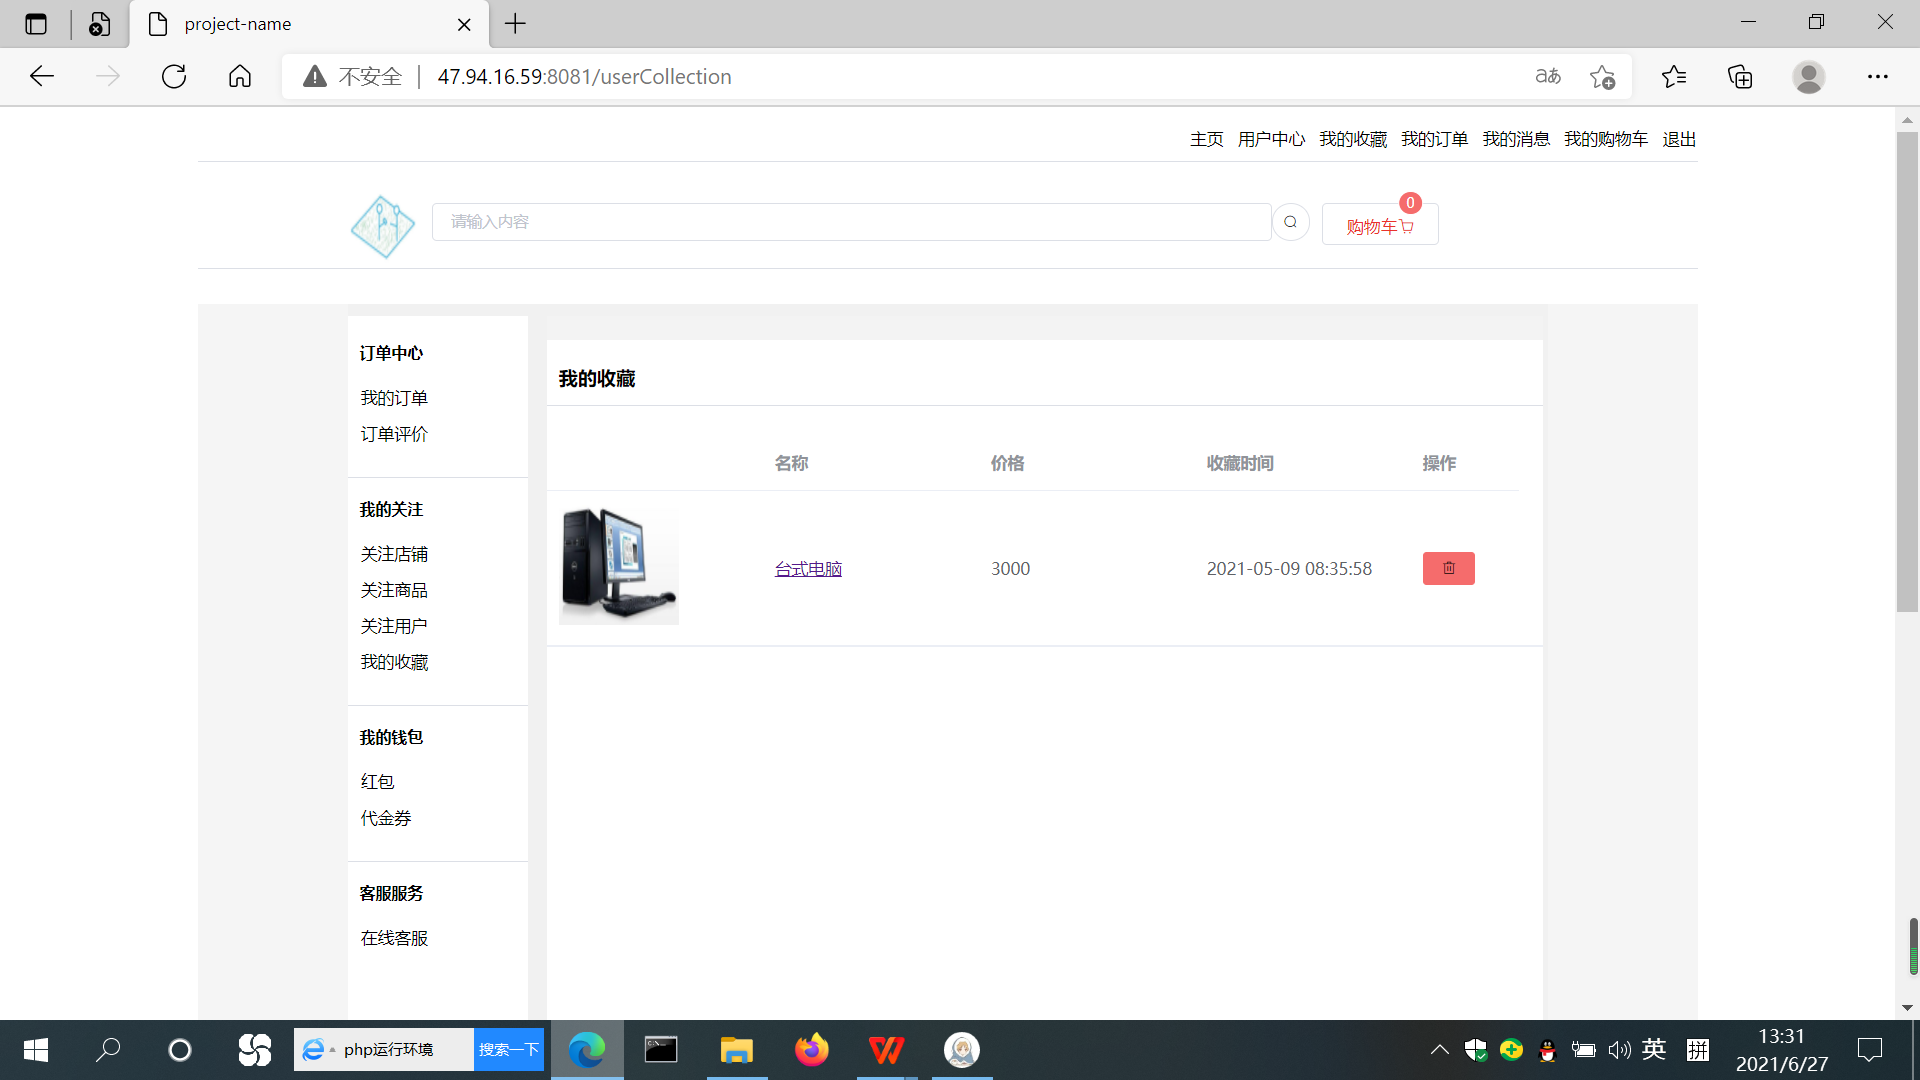 project-name
不安全 47.94.16.59:8081/userCollection
主页 用户中心 我的收藏 我的订单 我的消息 我的购物车 退出
请输入内容
购物车
0
订单中心
我的订单
订单评价
我的关注
关注店铺
关注商品
关注用户
我的收藏
我的钱包
红包
代金券
客服服务
在线客服
我的收藏
名称 价格 收藏时间 操作
台式电脑 3000 2021-05-09 08:35:58
php运行环境 搜索一下
英 拼
13:31
2021/6/27